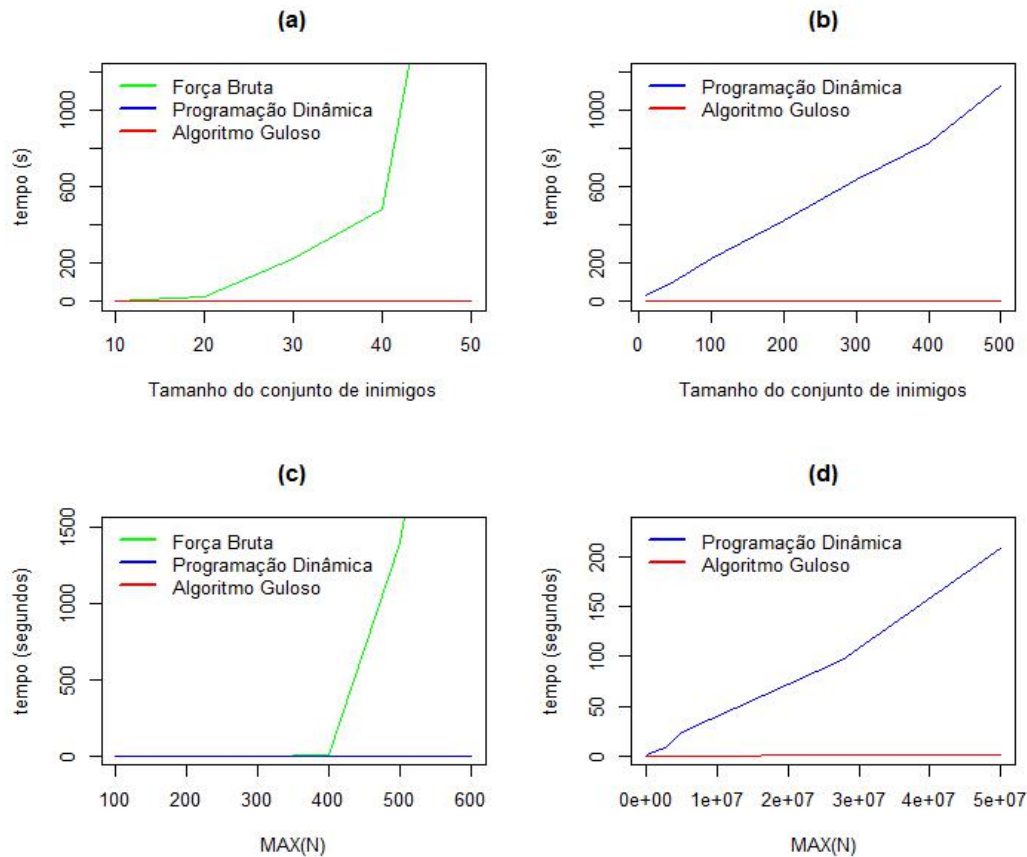 (a)
Força Bruta
Programação Dinâmica
Algoritmo Guloso
tempo (s)
0
200
600
1000
10
20
30
40
50
Tamanho do conjunto de inimigos
(b)
Programação Dinâmica
Algoritmo Guloso
tempo (s)
0
200
600
1000
0
100
200
300
400
500
Tamanho do conjunto de inimigos
(c)
Força Bruta
Programação Dinâmica
Algoritmo Guloso
tempo (segundos)
0
500
1000
1500
100
200
300
400
500
600
MAX(N)
(d)
Programação Dinâmica
Algoritmo Guloso
tempo (segundos)
0
50
100
150
200
0e+00
1e+07
2e+07
3e+07
4e+07
5e+07
MAX(N)